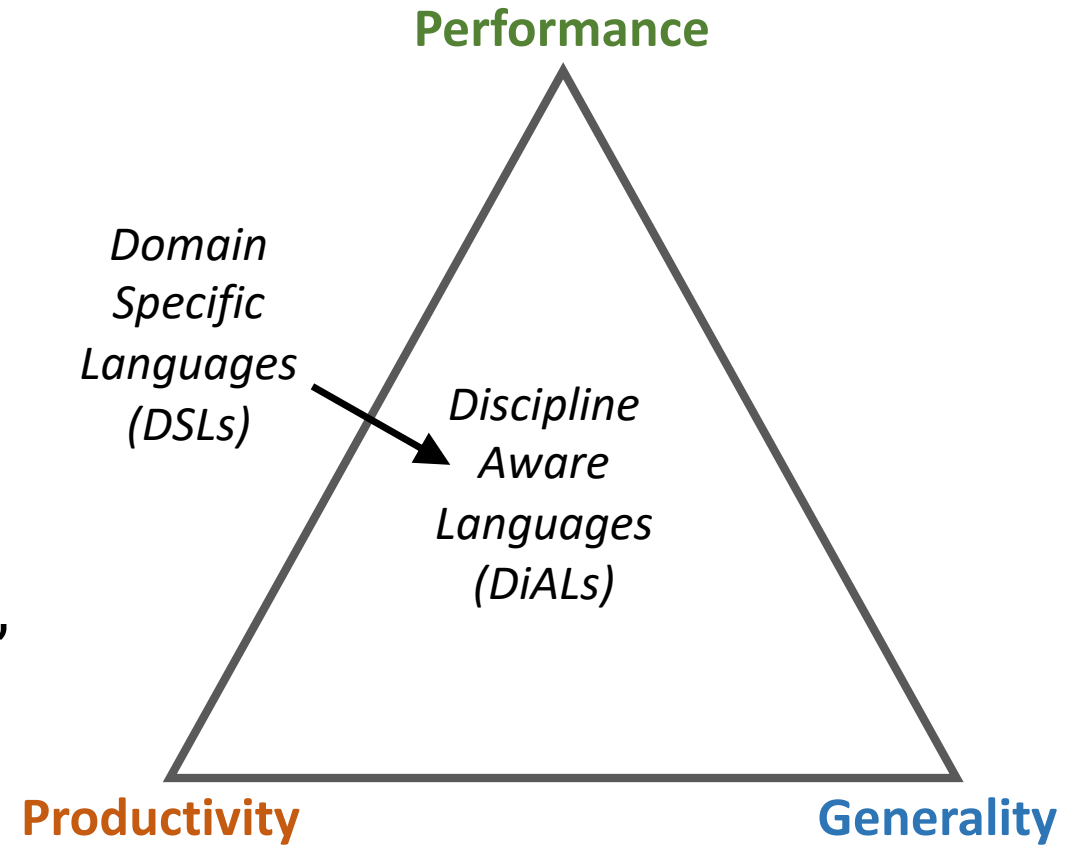 Performance
Domain
Specific
Languages
(DSLs)
Discipline
Aware
Languages
(DiALs)
,
Productivity
Generality